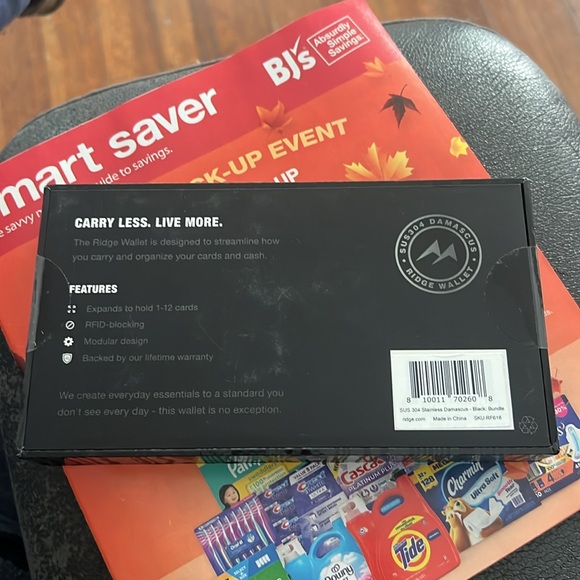 BJ's
Absurdly
Simple
Savings
mart saver
savvy
uide to savings.
CK-UP EVENT
UP
CARRY LESS. LIVE MORE.
The Ridge Wallet is designed to streamline how
you carry and organize your cards and cash.
FEATURES
Expands to hold 1-12 cards
RFID-blocking
Modular design
Backed by our lifetime warranty
We create everyday essentials to a standard you
don't see every day - this wallet is no exception.
SUS304 DAMASCUS
RIDGE WALLET
8 10011 70260 8
SUS 304 Stainless Damascus - Black; Bundle
ridge.com Made in China SKU:RF618
Cascade
PLATINUM PLUS
Charmin
Ultra Soft
Downy
Tide